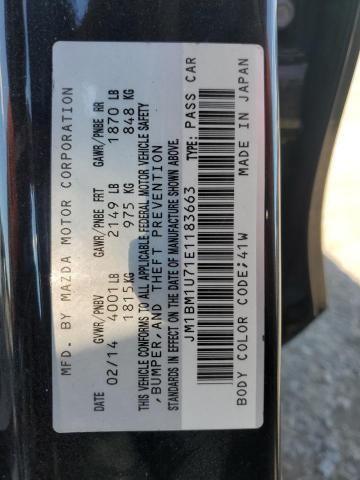 MFD. BY MAZDA MOTOR CORPORATION
GVWR/PNBV GAWR/PNBE FRT GAWR/PNBE RR
DATE 4001LB 2149 LB 1870 LB
02/14 1815KG 975 KG 848 KG
THIS VEHICLE CONFORMS TO ALL APPLICABLE FEDERAL MOTOR VEHICLE SAFETY
,BUMPER,AND THEFT PREVENTION
STANDARDS IN EFFECT ON THE DATE OF MANUFACTURE SHOWN ABOVE.
JM1BM1U71E1183663 TYPE: PASS CAR
BODY COLOR CODE;41W MADE IN JAPAN